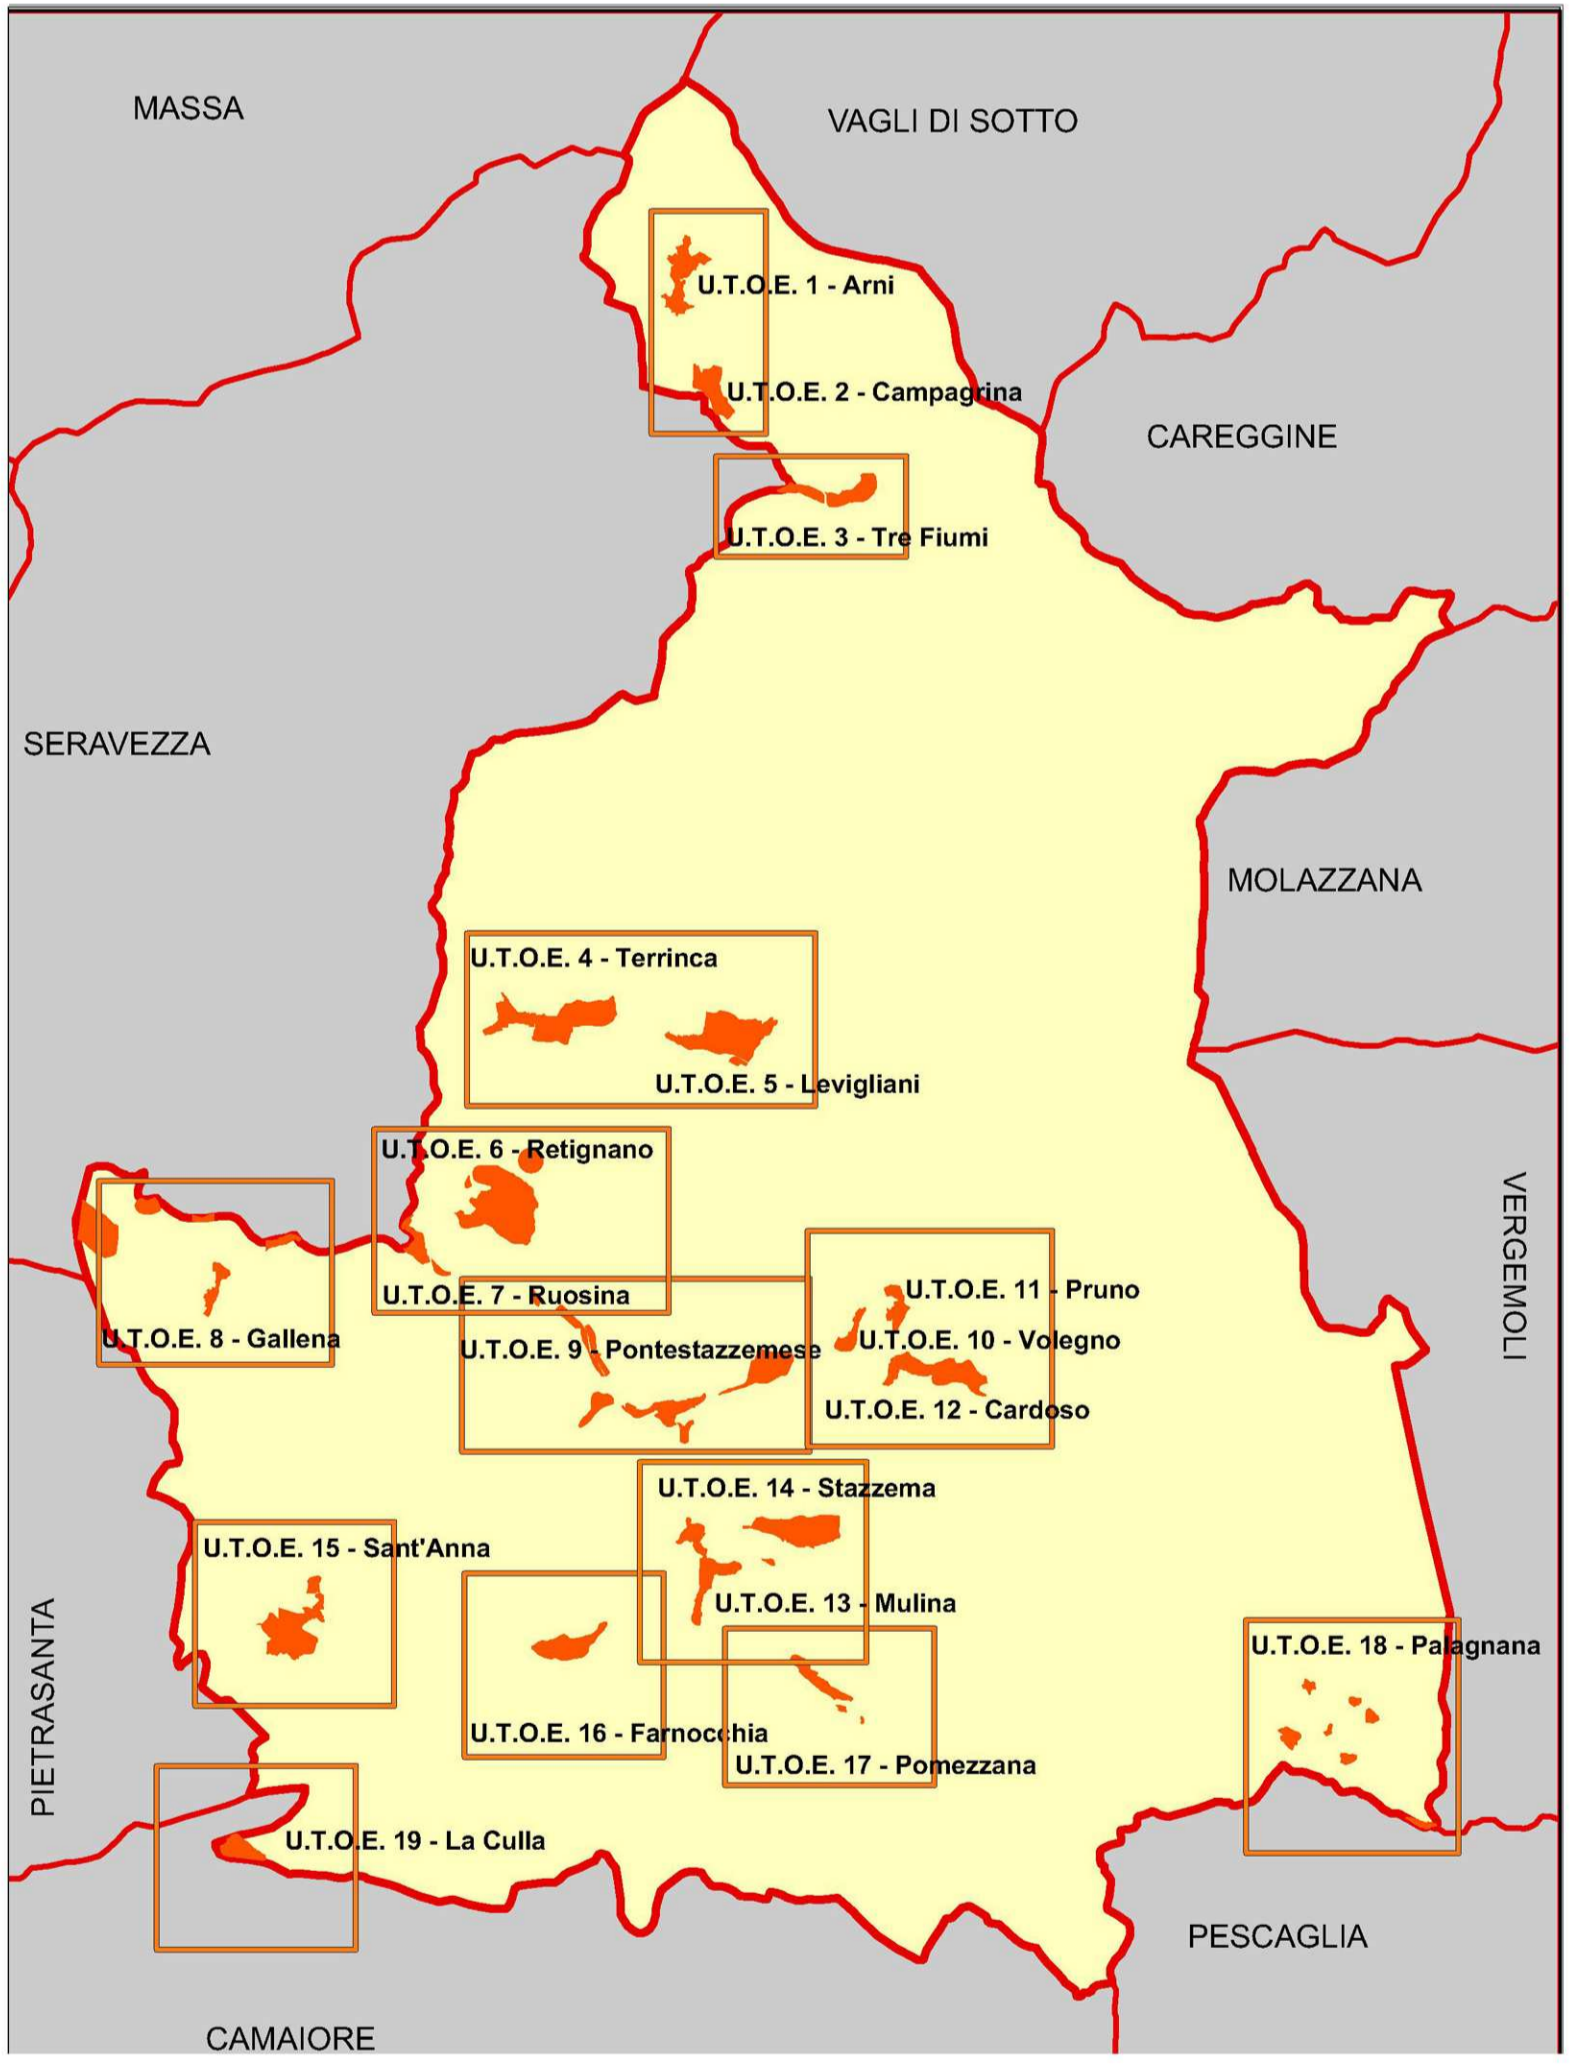 MASSA
VAGLI DI SOTTO
U.T.O.E. 1 - Arni
U.T.O.E. 2 - Campagrina
CAREGGINE
U.T.O.E. 3 - Tre Fiumi
SERAVEZZA
MOLAZZANA
U.T.O.E. 4 - Terrinca
U.T.O.E. 5 - Levigliani
U.T.O.E. 6 - Retignano
VERGEMOLI
U.T.O.E. 7 - Ruosina
U.T.O.E. 11 - Pruno
U.T.O.E. 8 - Gallena
U.T.O.E. 9 - Pontestazzemese
U.T.O.E. 10 - Volegno
U.T.O.E. 12 - Cardoso
U.T.O.E. 14 - Stazzema
U.T.O.E. 15 - Sant'Anna
U.T.O.E. 13 - Mulina
U.T.O.E. 18 - Palagnana
PIETRASANTA
U.T.O.E. 16 - Farnocchia
U.T.O.E. 17 - Pomezzana
U.T.O.E. 19 - La Culla
PESCAGLIA
CAMAIORE